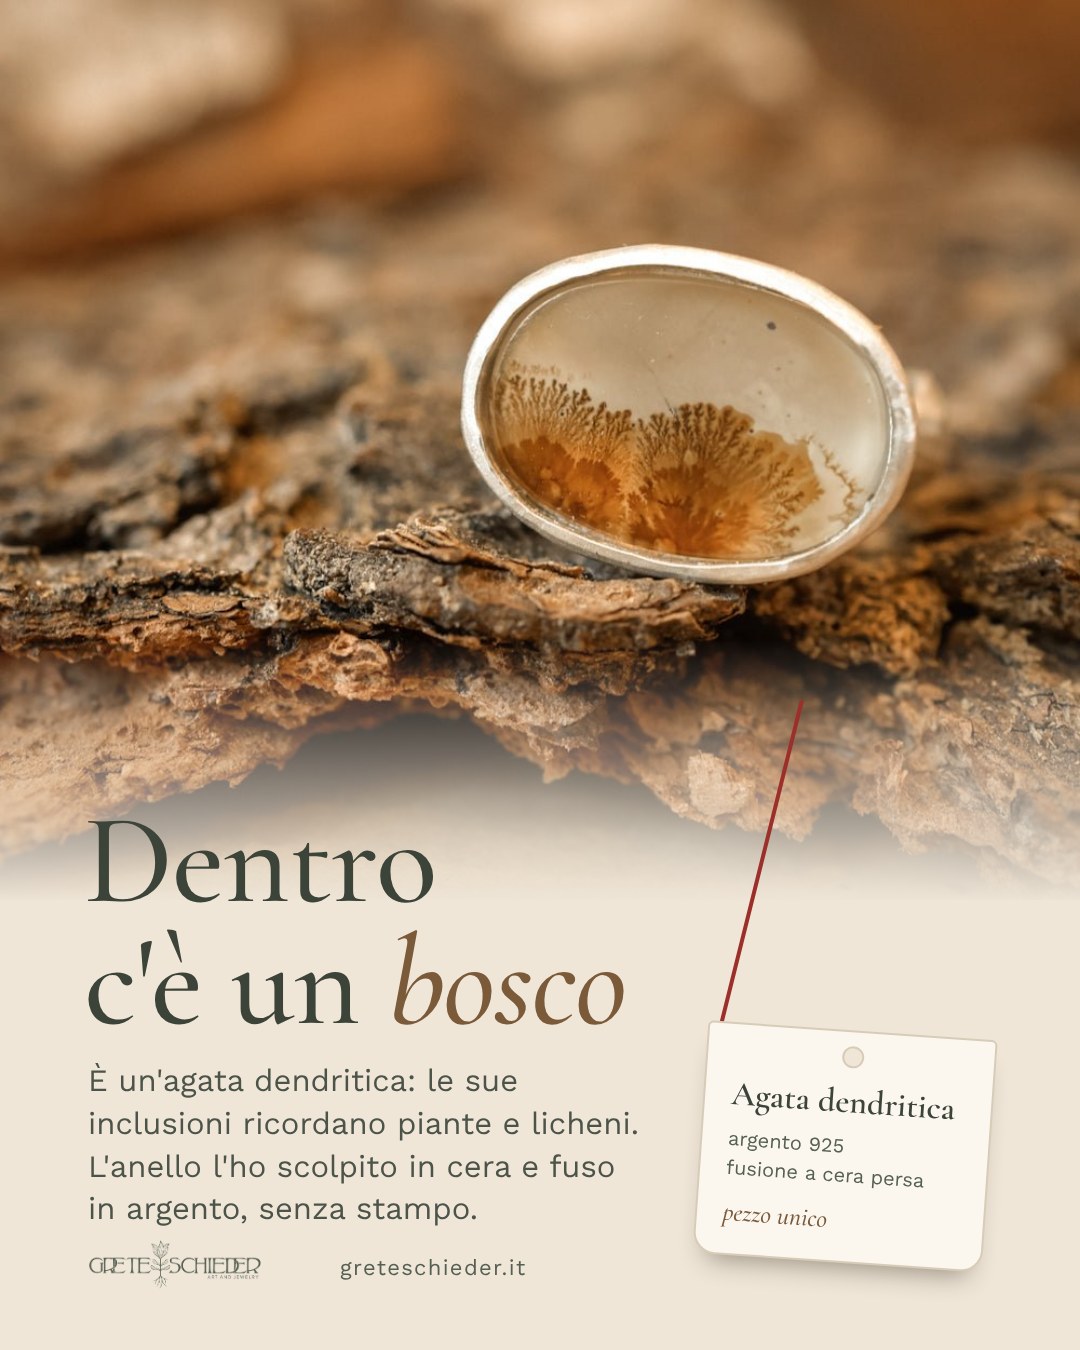 Dentro
c'è un bosco
È un'agata dendritica: le sue
inclusioni ricordano piante e licheni.
L'anello l'ho scolpito in cera e fuso
in argento, senza stampo.
GRETE SCHIEDER
ART AND JEWELRY
greteschieder.it
Agata dendritica
argento 925
fusione a cera persa
pezzo unico